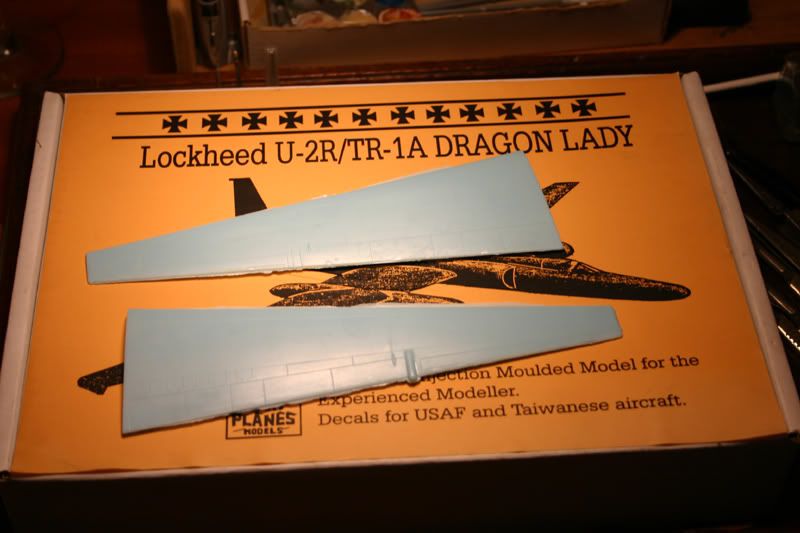 Lockheed U-2R/TR-1A DRAGON LADY
Moulded Model for the
Experienced Modeller.
Decals for USAF and Taiwanese aircraft.
PLANES
MODELS